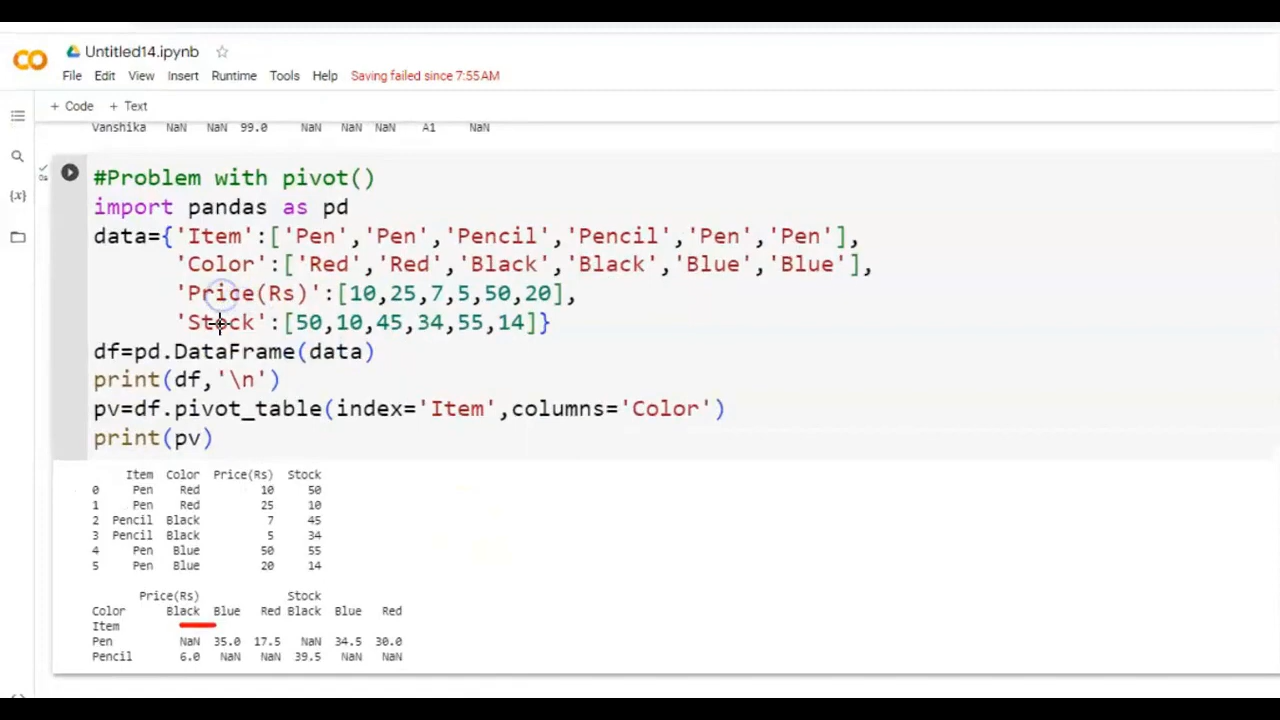 Untitled14.ipynb
File Edit View Insert Runtime Tools Help Saving failed since 7:55AM
+ Code + Text
Vanshika NaN NaN 99.0 NaN NaN NaN A1 NaN
#Problem with pivot()
import pandas as pd
data={'Item':['Pen','Pen','Pencil','Pencil','Pen','Pen'],
'Color':['Red','Red','Black','Black','Blue','Blue'],
'Price(Rs)':[10,25,7,5,50,20],
'Stock':[50,10,45,34,55,14]}
df=pd.DataFrame(data)
print(df,'\n')
pv=df.pivot_table(index='Item',columns='Color')
print(pv)
Item Color Price(Rs) Stock
0 Pen Red 10 50
1 Pen Red 25 10
2 Pencil Black 7 45
3 Pencil Black 5 34
4 Pen Blue 50 55
5 Pen Blue 20 14
Price(Rs) Stock
Color Black Blue Red Black Blue Red
Item
Pen NaN 35.0 17.5 NaN 34.5 30.0
Pencil 6.0 NaN NaN 39.5 NaN NaN